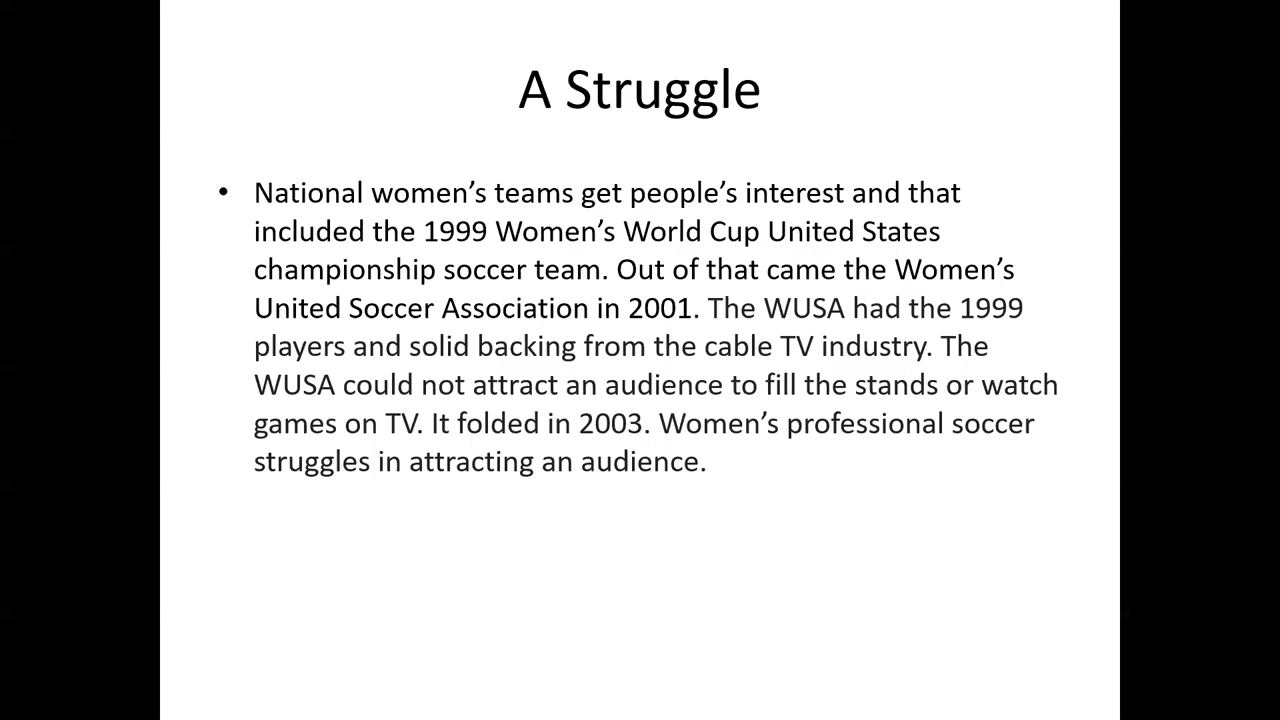 A Struggle
• National women’s teams get people’s interest and that
included the 1999 Women’s World Cup United States
championship soccer team. Out of that came the Women’s
United Soccer Association in 2001. The WUSA had the 1999
players and solid backing from the cable TV industry. The
WUSA could not attract an audience to fill the stands or watch
games on TV. It folded in 2003. Women’s professional soccer
struggles in attracting an audience.